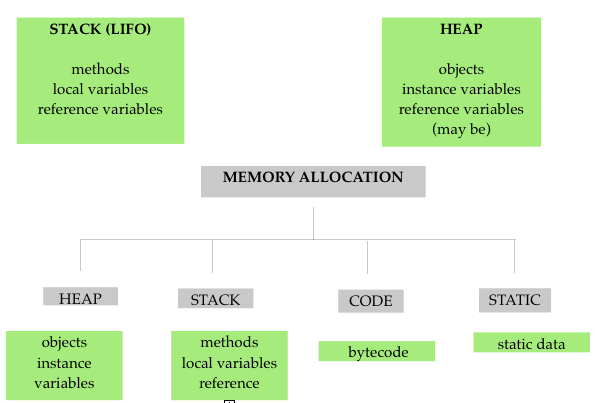 STACK (LIFO)
methods
local variables
reference variables
HEAP
objects
instance variables
reference variables
(may be)
MEMORY ALLOCATION
HEAP
STACK
CODE
STATIC
objects
instance
variables
methods
local variables
reference
bytecode
static data